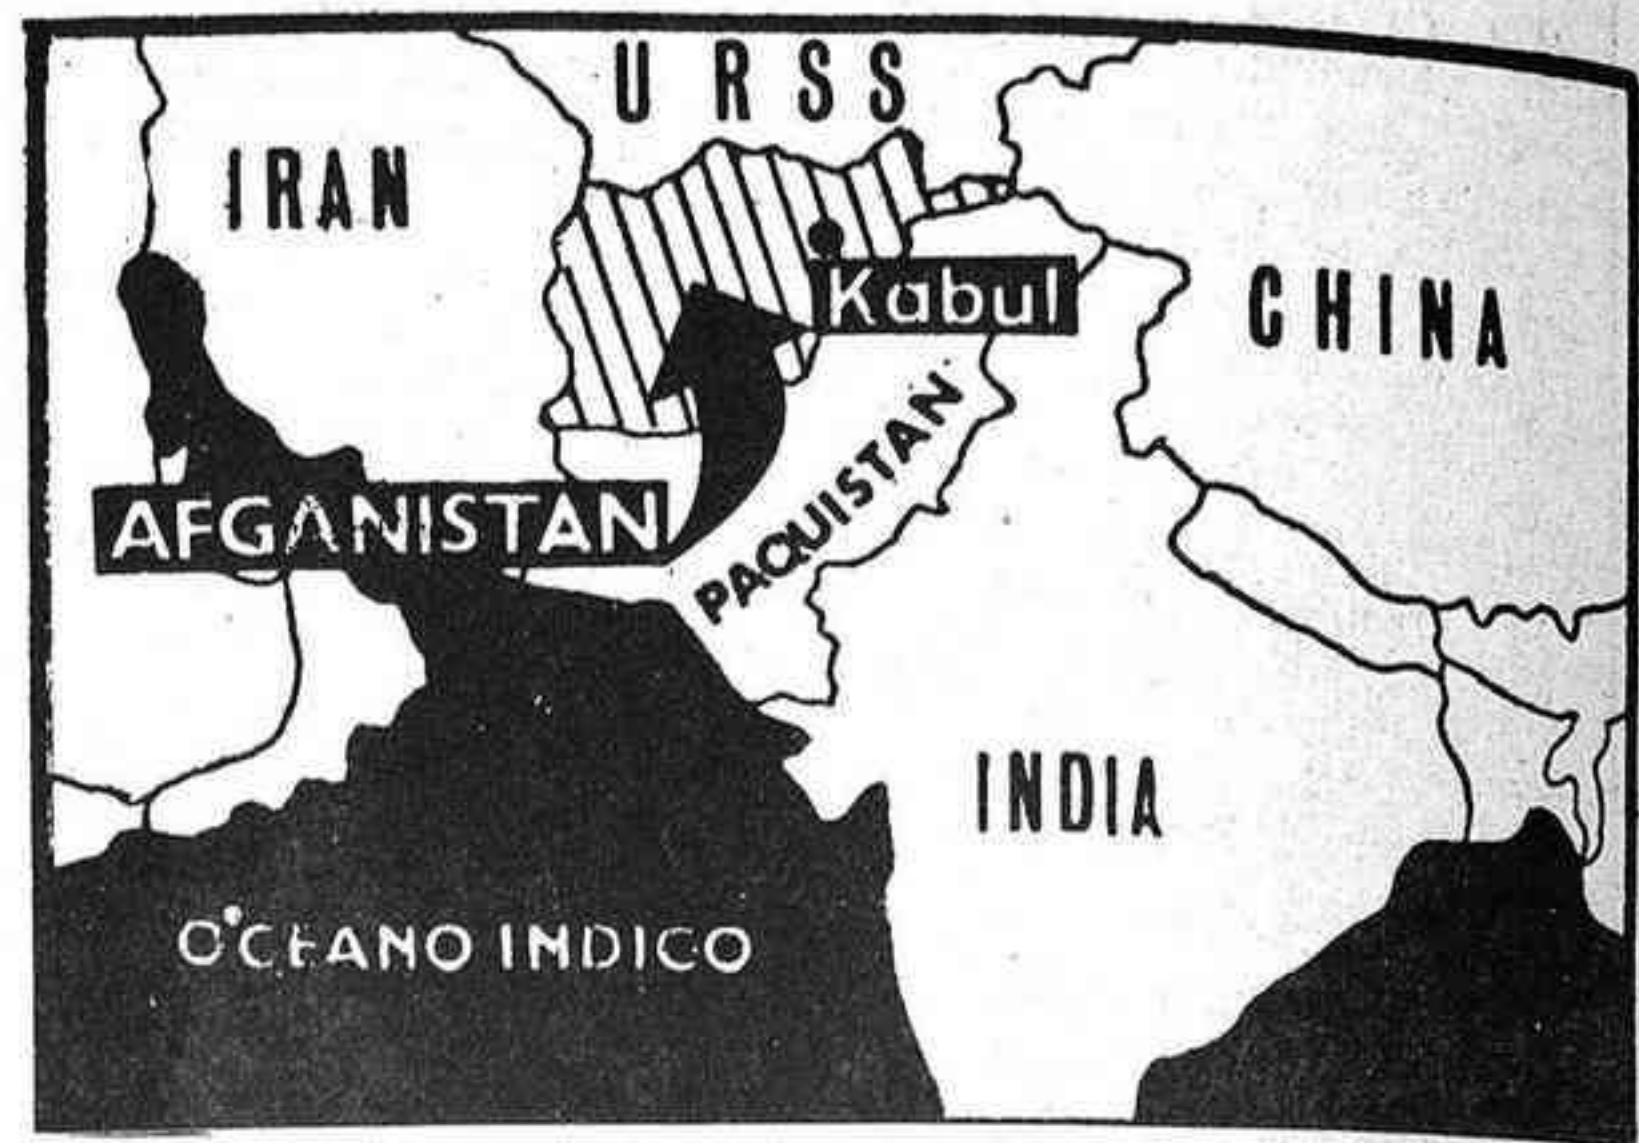 URSS
IRAN
Kabul
CHINA
AFGANISTAN
PAQUISTAN
INDIA
OCEANO INDICO